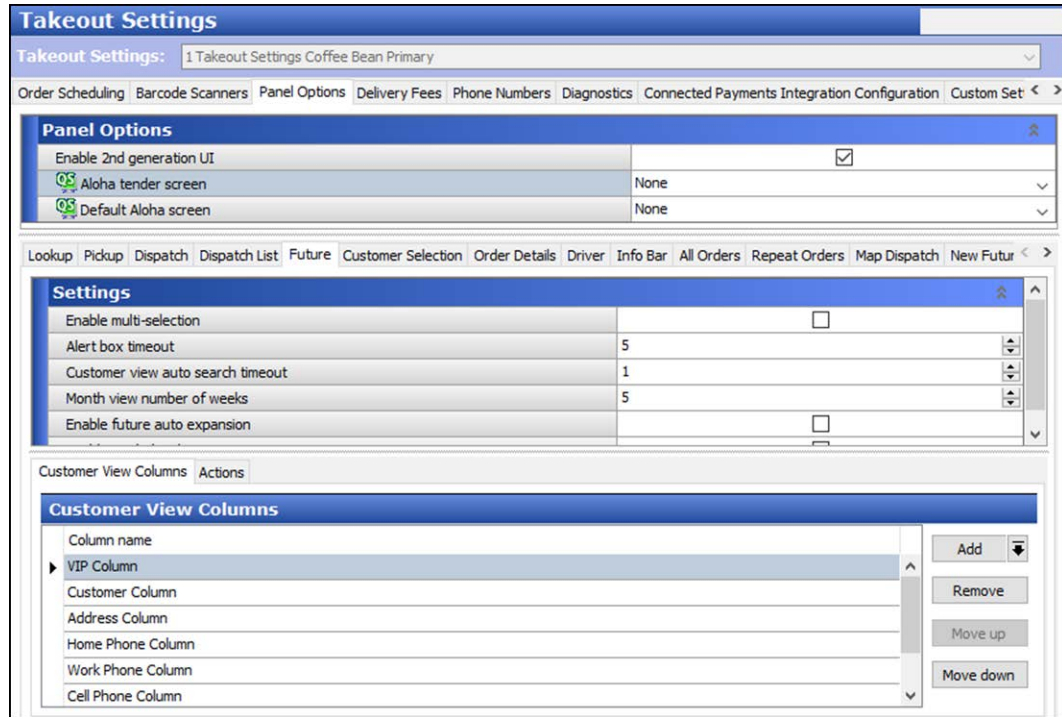 Takeout Settings
Takeout Settings: 1 Takeout Settings Coffee Bean Primary
Order Scheduling Barcode Scanners Panel Options Delivery Fees Phone Numbers Diagnostics Connected Payments Integration Configuration Custom Set
Panel Options
Enable 2nd generation UI
QS Aloha tender screen None
QS Default Aloha screen None
Lookup Pickup Dispatch Dispatch List Future Customer Selection Order Details Driver Info Bar All Orders Repeat Orders Map Dispatch New Futur
Settings
Enable multi-selection
Alert box timeout 5
Customer view auto search timeout 1
Month view number of weeks 5
Enable future auto expansion
Customer View Columns Actions
Customer View Columns
Column name
Add
VIP Column
Customer Column
Remove
Address Column
Home Phone Column
Move up
Work Phone Column
Move down
Cell Phone Column